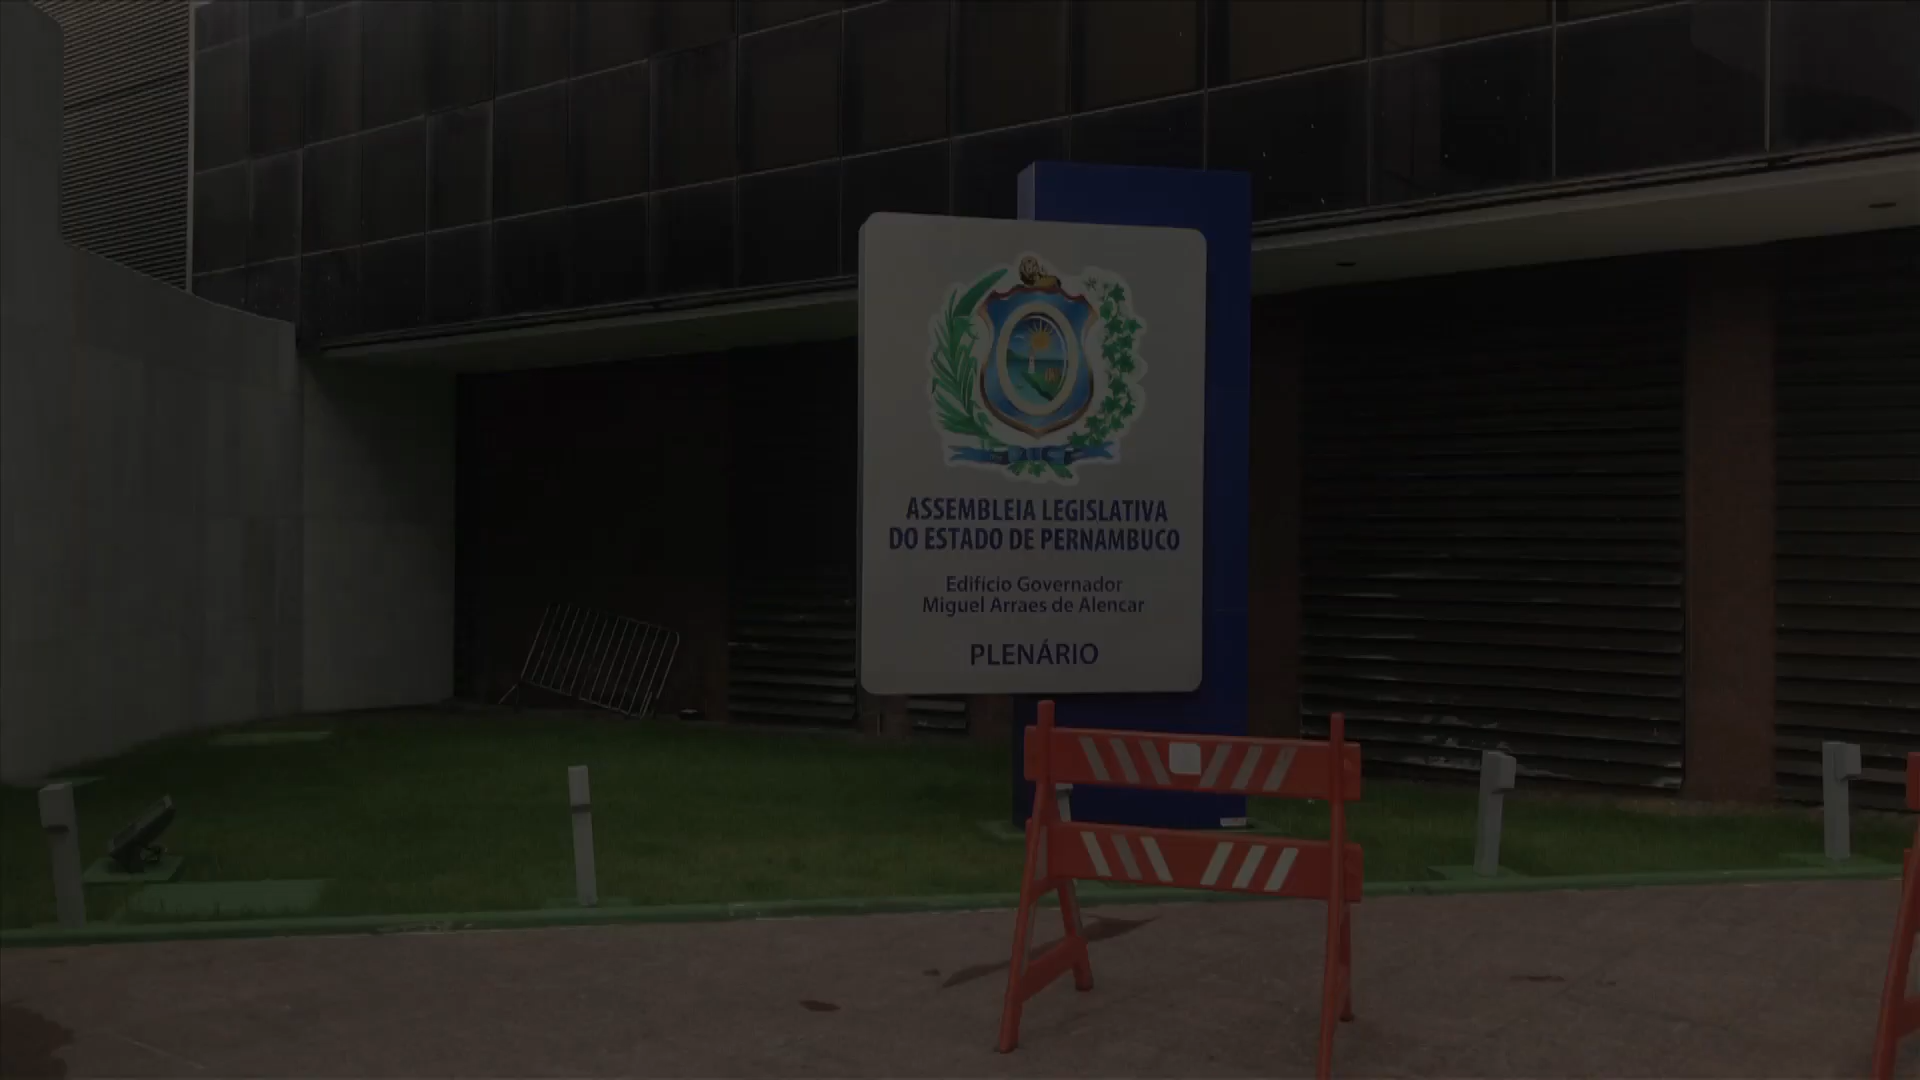 ASSEMBLEIA LEGISLATIVA
DO ESTADO DE PERNAMBUCO
Edifício Governador
Miguel Arraes de Alencar
PLENÁRIO